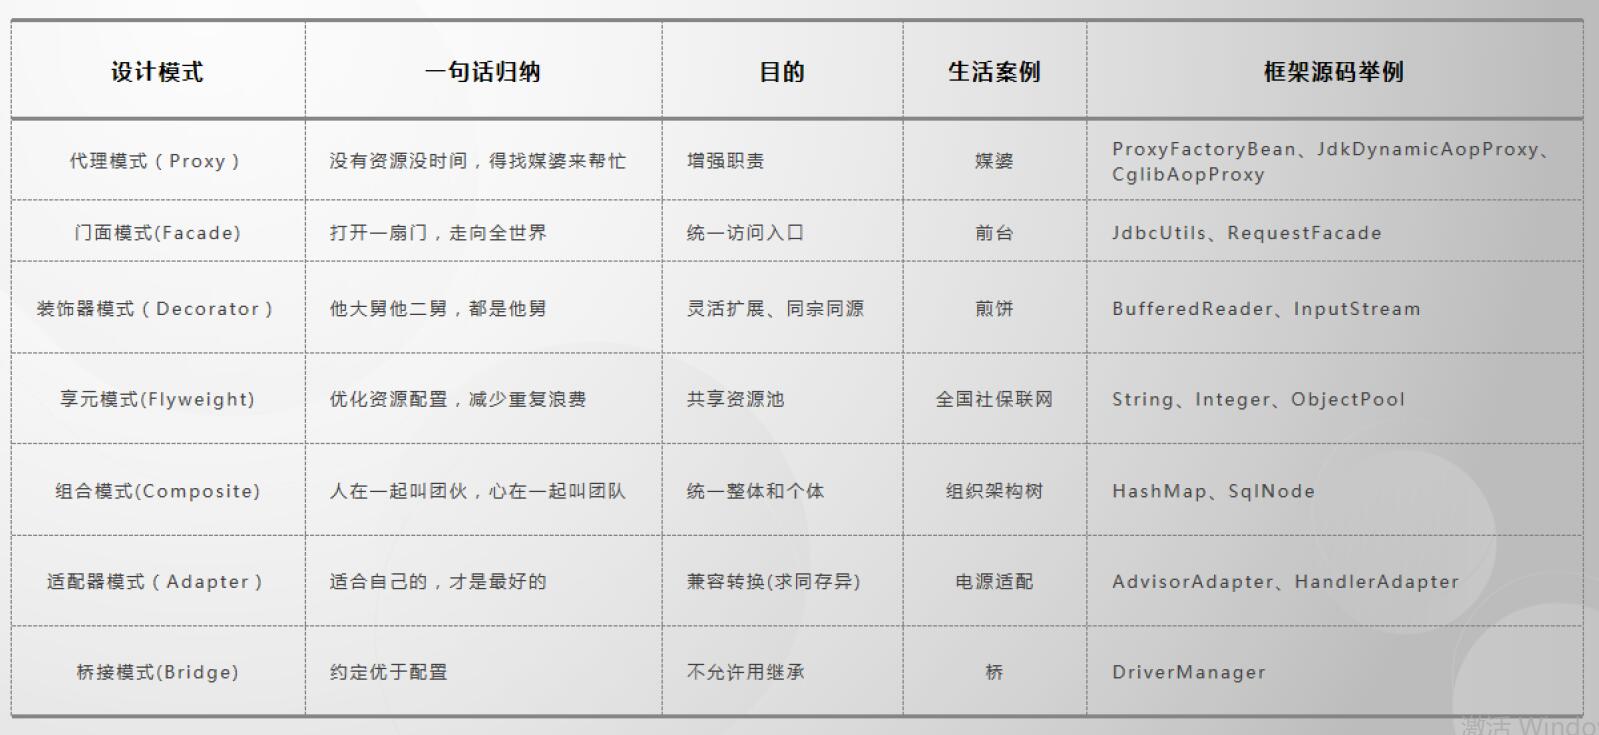 设计模式 一句话归纳 目的 生活案例 框架源码举例
代理模式（Proxy） 没有资源没时间，得找媒婆来帮忙 增强职责 媒婆 ProxyFactoryBean、JdkDynamicAopProxy、
CglibAopProxy
门面模式(Facade) 打开一扇门，走向全世界 统一访问入口 前台 JdbcUtils、RequestFacade
装饰器模式（Decorator） 他大舅他二舅，都是他舅 灵活扩展、同宗同源 煎饼 BufferedReader、InputStream
享元模式(Flyweight) 优化资源配置，减少重复浪费 共享资源池 全国社保联网 String、Integer、ObjectPool
组合模式(Composite) 人在一起叫团伙，心在一起叫团队 统一整体和个体 组织架构树 HashMap、SqlNode
适配器模式（Adapter） 适合自己的，才是最好的 兼容转换(求同存异) 电源适配 AdvisorAdapter、HandlerAdapter
桥接模式(Bridge) 约定优于配置 不允许用继承 桥 DriverManager
激活 Windo